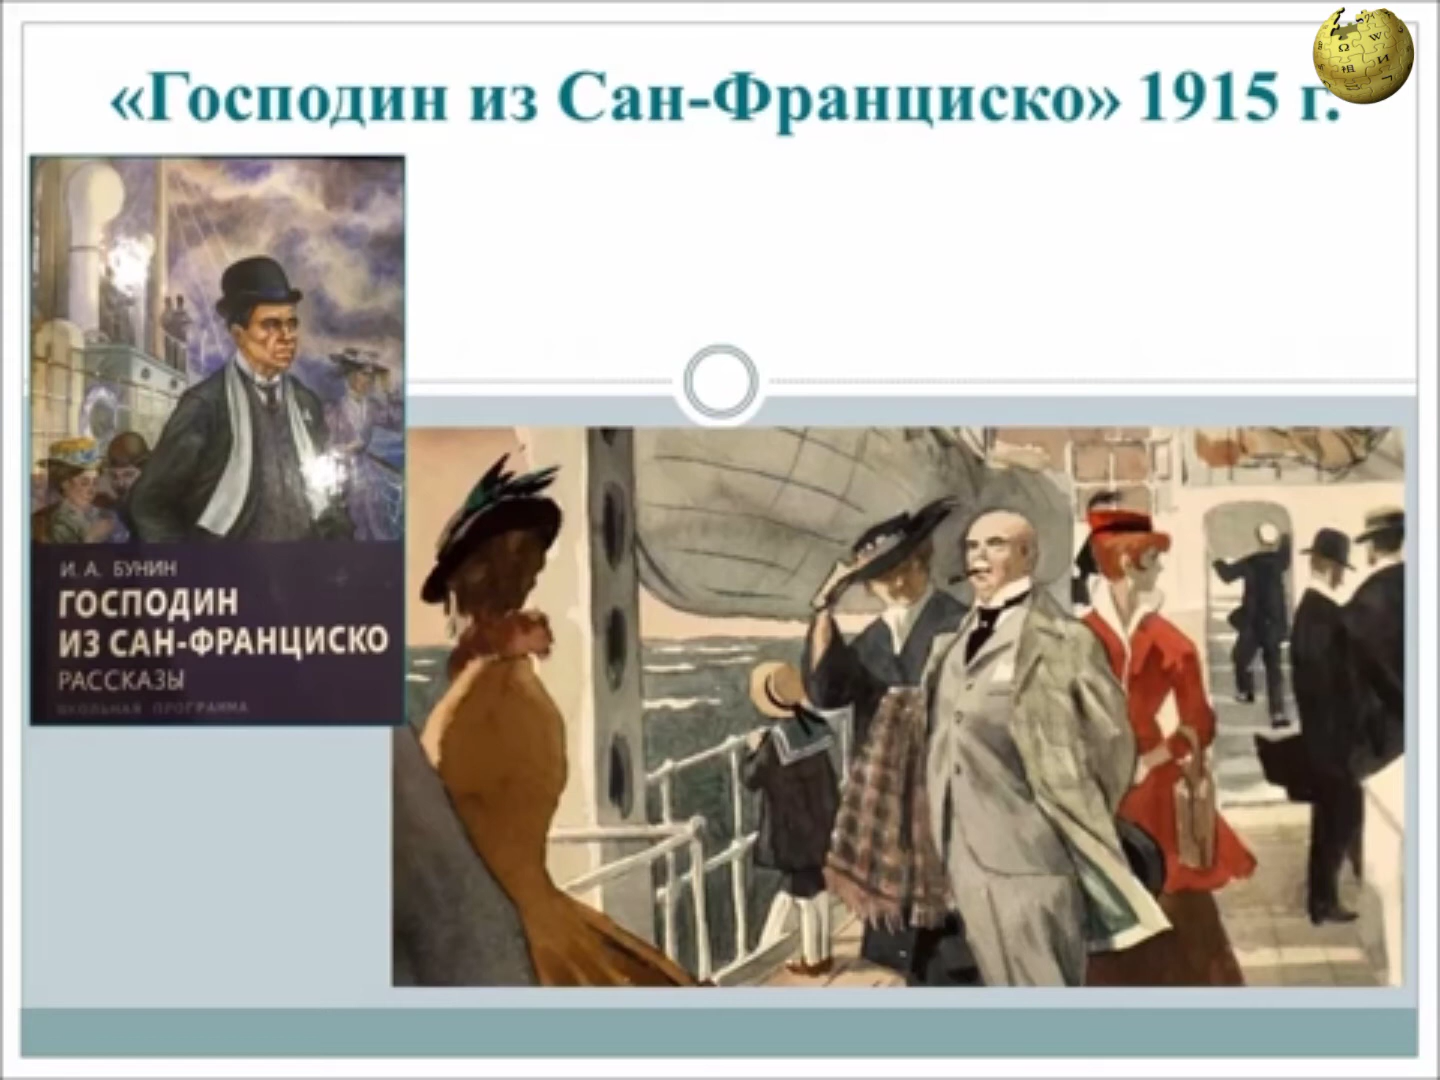 «Господин из Сан-Франциско» 1915 г.
И. А. БУНИН
ГОСПОДИН
ИЗ САН-ФРАНЦИСКО
РАССКАЗЫ
ШКОЛЬНАЯ ПРОГРАММА